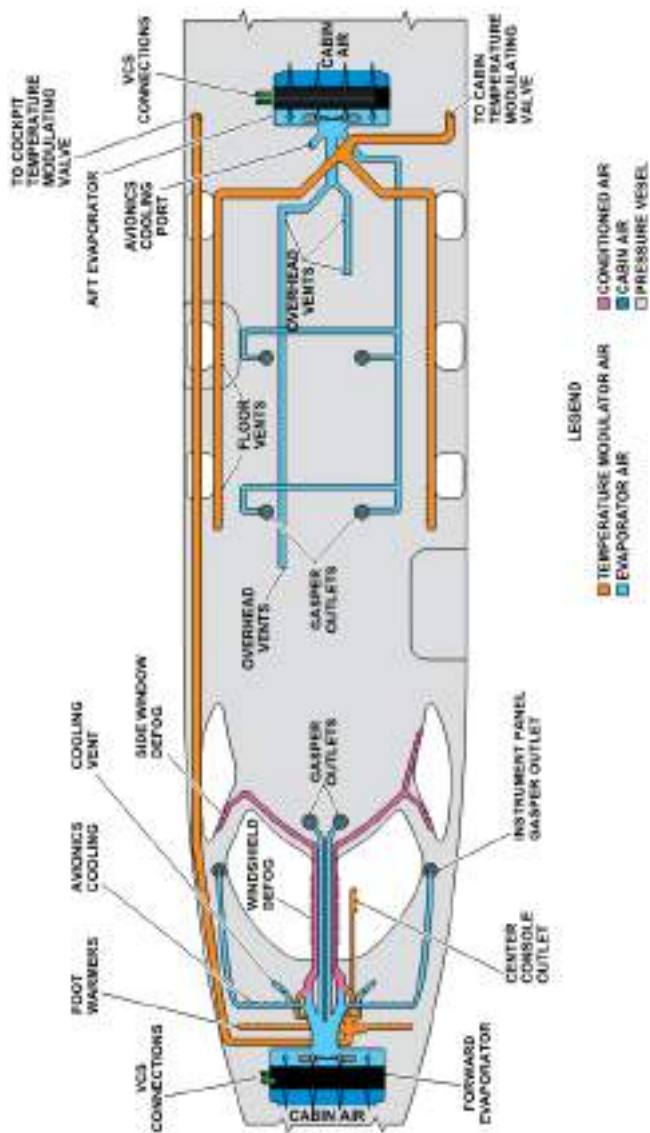 TO COCKPIT
TEMPERATURE
MODULATING
VALVE
VCS
CONNECTIONS
CABIN
AIR
AFT EVAPORATOR
AVIONICS
COOLING
PORT
TO CABIN
TEMPERATURE
MODULATING
VALVE
OVERHEAD
VENTS
FLOOR
VENTS
GASPER
OUTLETS
OVERHEAD
VENTS
COOLING
VENT
SIDE WINDOW
DEFOG
GASPER
OUTLETS
AVIONICS
COOLING
WINDSHIELD
DEFOG
INSTRUMENT PANEL
GASPER OUTLET
FOOT
WARMERS
CENTER
CONSOLE
OUTLET
VCS
CONNECTIONS
CABIN AIR
FORWARD
EVAPORATOR
LEGEND
TEMPERATURE MODULATOR AIR
EVAPORATOR AIR
CONDITIONED AIR
CABIN AIR
PRESSURE VESEL